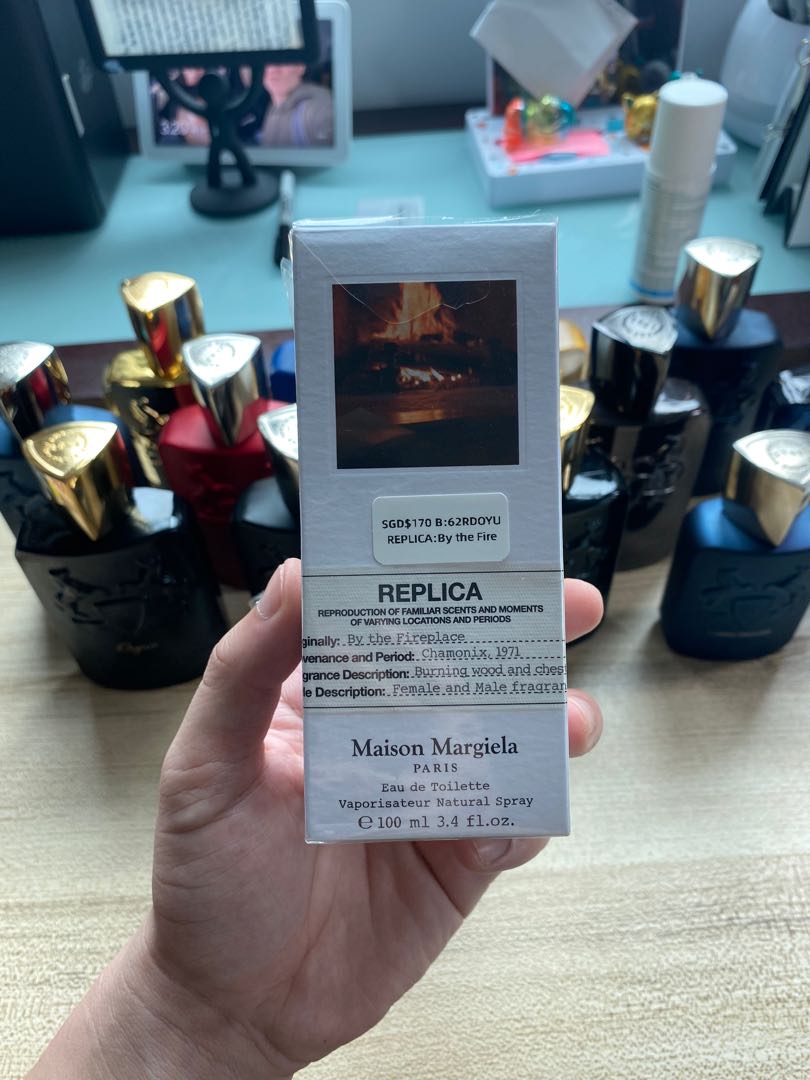 SGD$170 B:62RDOYU
REPLICA:By the Fire
REPLICA
REPRODUCTION OF FAMILIAR SCENTS AND MOMENTS
OF VARYING LOCATIONS AND PERIODS
ginally: By the Fireplace
venance and Period: Chamonix, 1971
grance Description: Burning wood and ches
le Description: Female and Male fragran
Maison Margiela
PARIS
Eau de Toilette
Vaporisateur Natural Spray
℮ 100 ml 3.4 fl.oz.